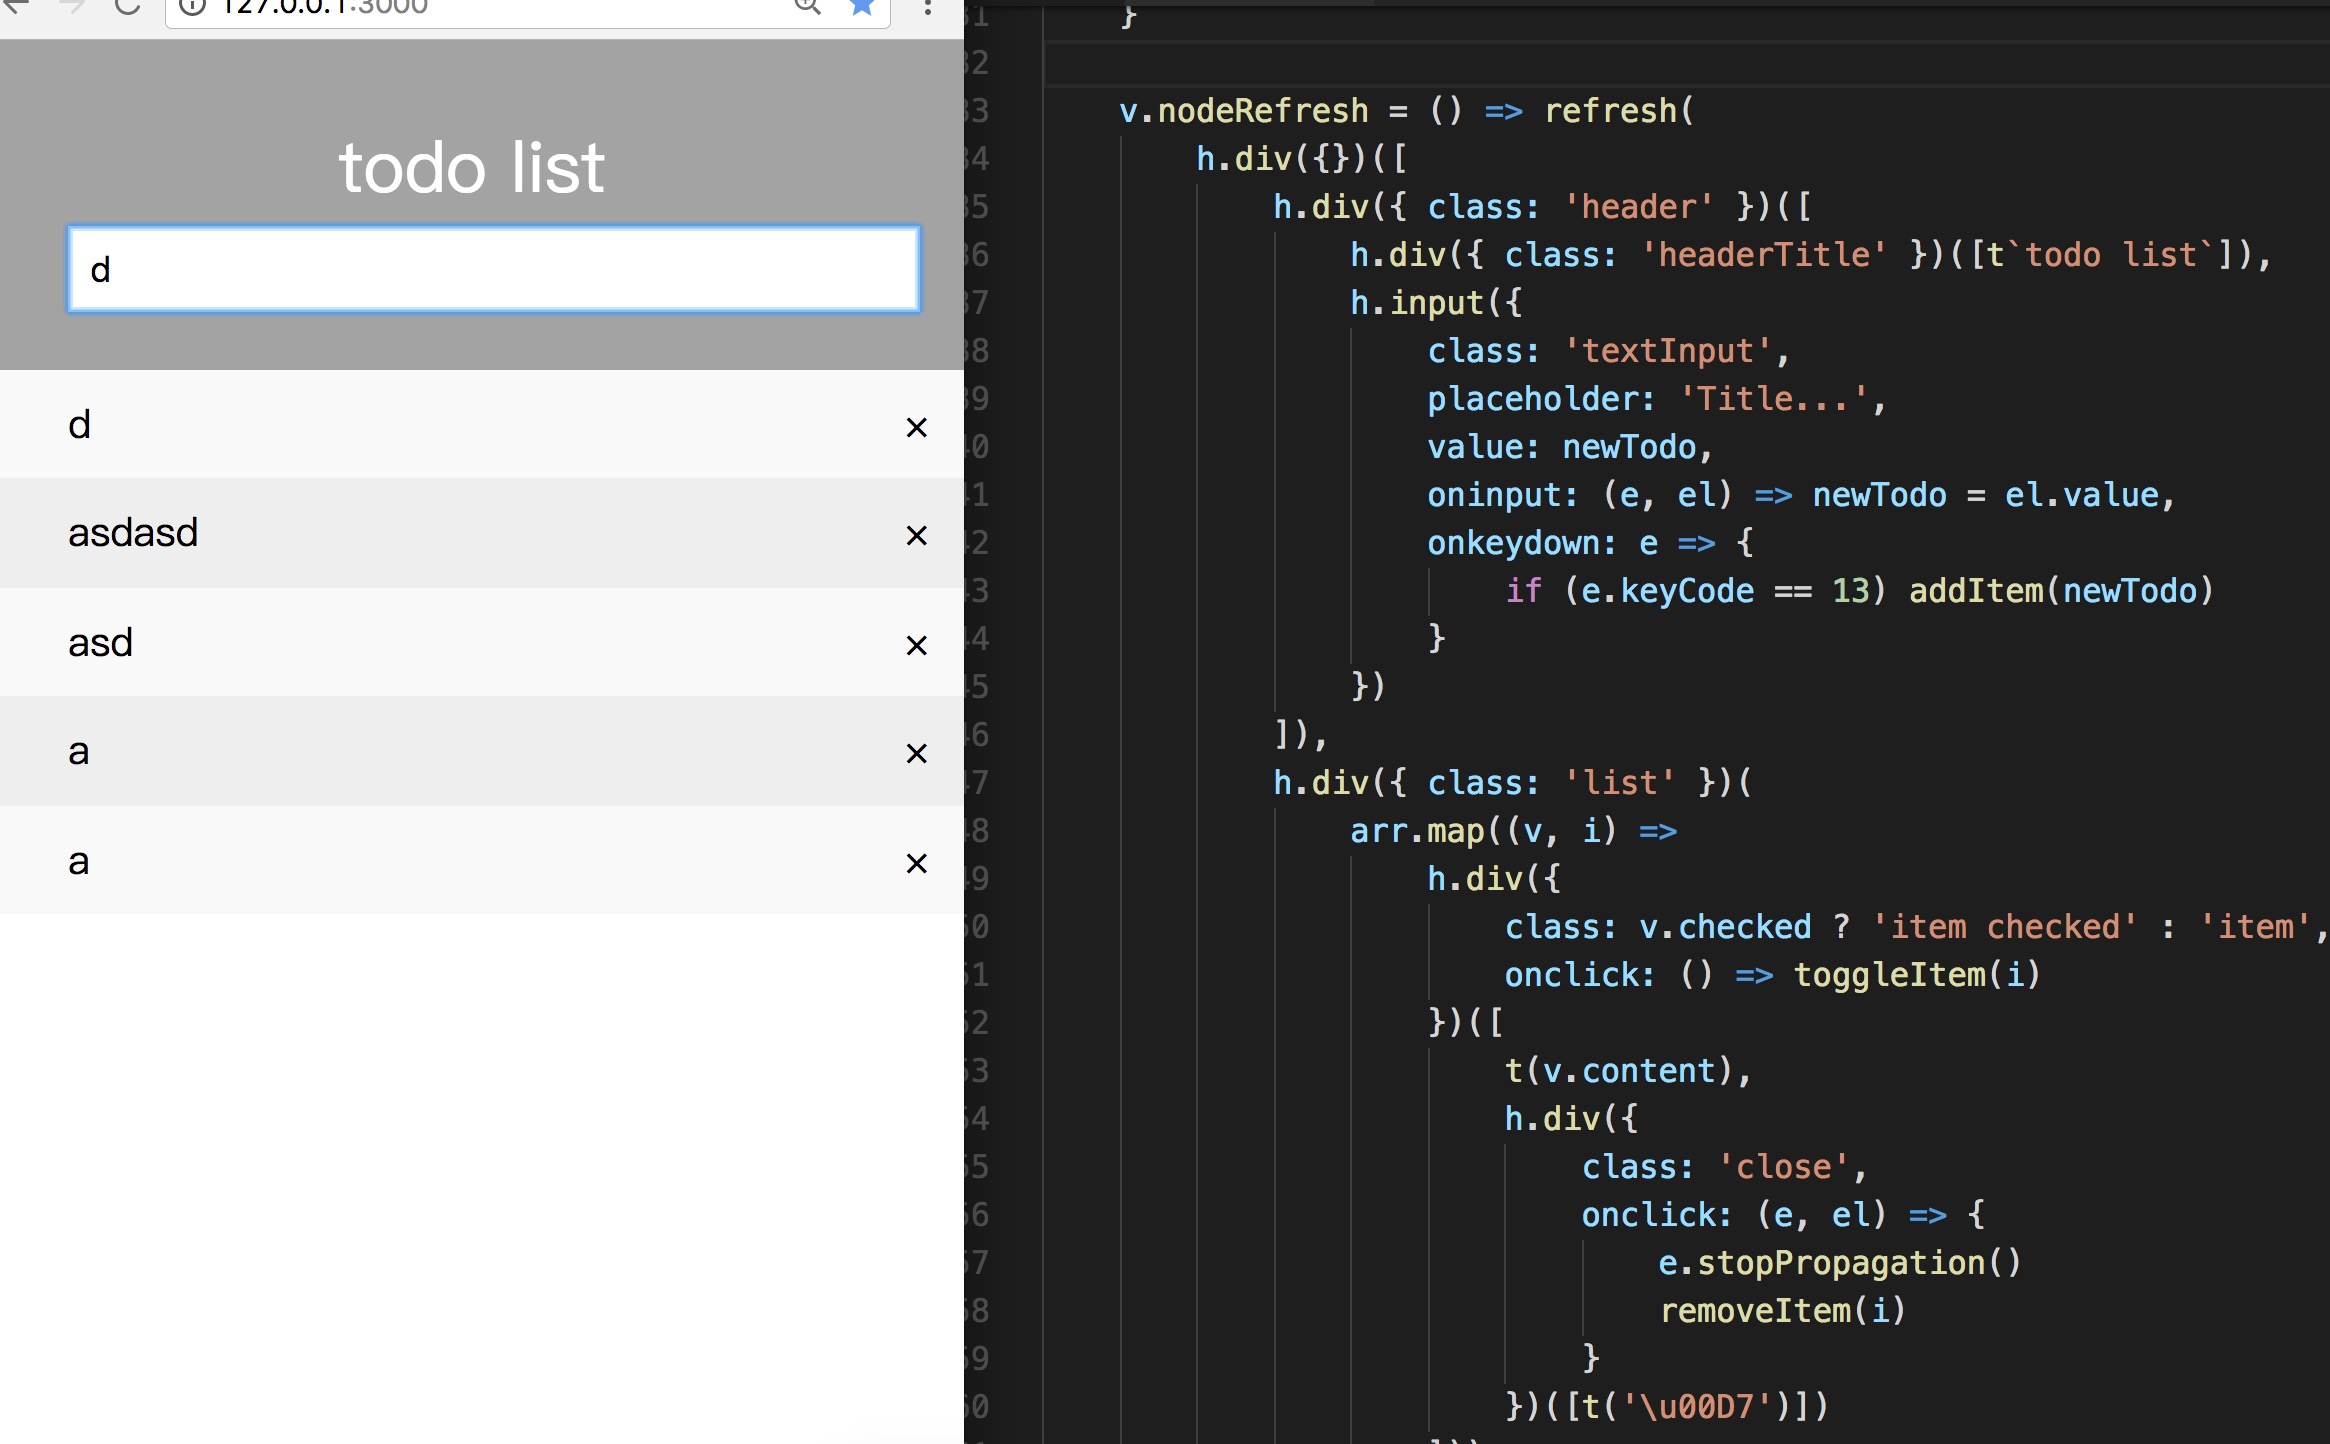 127.0.0.1:3000
todo list
d
d ×
asdasd ×
asd ×
a ×
a ×
31 }
32
33 v.nodeRefresh = () => refresh(
34 h.div({})([
35 h.div({ class: 'header' })([
36 h.div({ class: 'headerTitle' })([t`todo list`]),
37 h.input({
38 class: 'textInput',
39 placeholder: 'Title...',
40 value: newTodo,
41 oninput: (e, el) => newTodo = el.value,
42 onkeydown: e => {
43 if (e.keyCode == 13) addItem(newTodo)
44 }
45 })
46 ]),
47 h.div({ class: 'list' })(
48 arr.map((v, i) =>
49 h.div({
50 class: v.checked ? 'item checked' : 'item',
51 onclick: () => toggleItem(i)
52 })([
53 t(v.content),
54 h.div({
55 class: 'close',
56 onclick: (e, el) => {
57 e.stopPropagation()
58 removeItem(i)
59 }
60 })([t('\u00D7')])